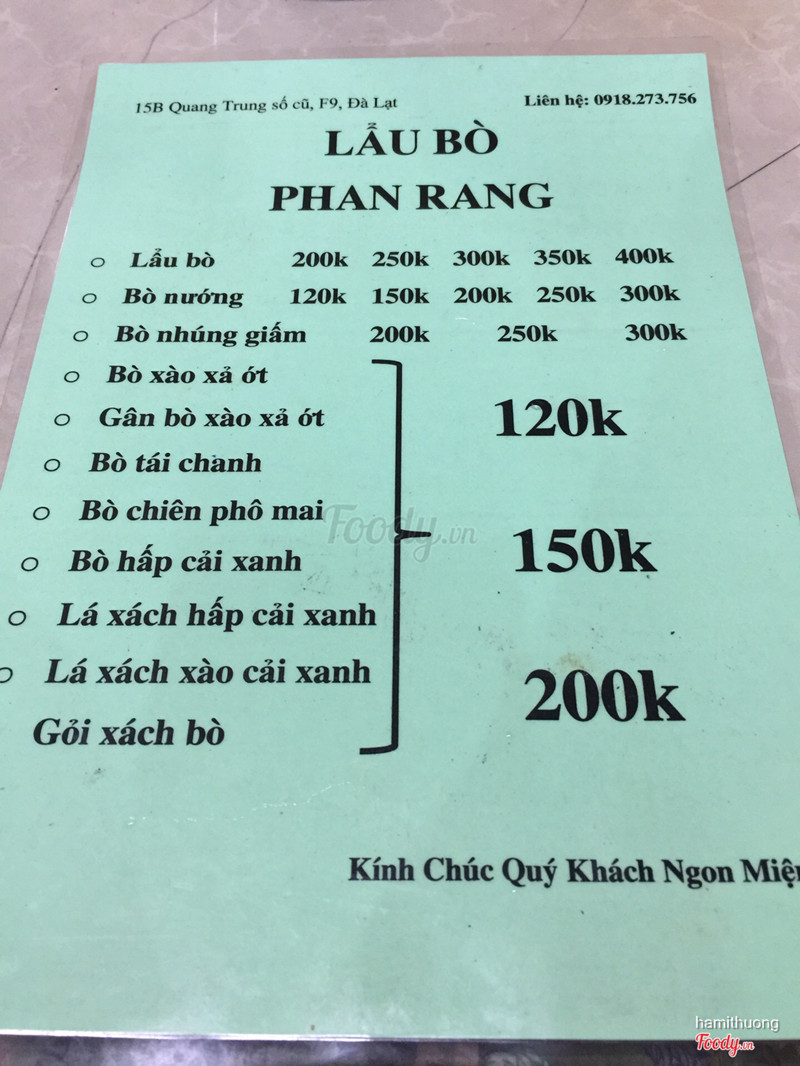 15B Quang Trung số cũ, F9, Đà Lạt Liên hệ: 0918.273.756
LẨU BÒ
PHAN RANG
Lẩu bò 200k 250k 300k 350k 400k
Bò nướng 120k 150k 200k 250k 300k
Bò nhúng giấm 200k 250k 300k
Bò xào xả ớt
Gân bò xào xả ớt 120k
Bò tái chanh
Bò chiên phô mai
Foody.vn
Bò hấp cải xanh 150k
Lá xách hấp cải xanh
Lá xách xào cải xanh 200k
Gỏi xách bò
Kính Chúc Quý Khách Ngon Miện
hamithuong
Foody.vn